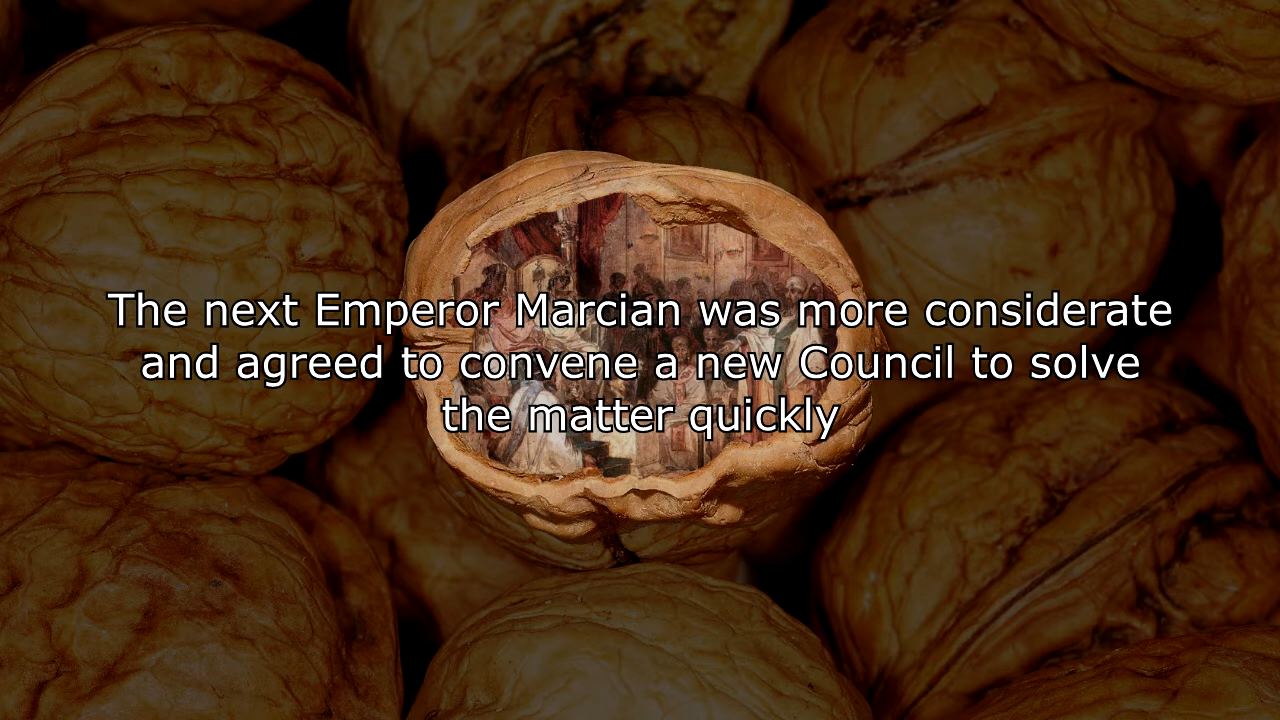 The next Emperor Marcian was more considerate
and agreed to convene a new Council to solve
the matter quickly